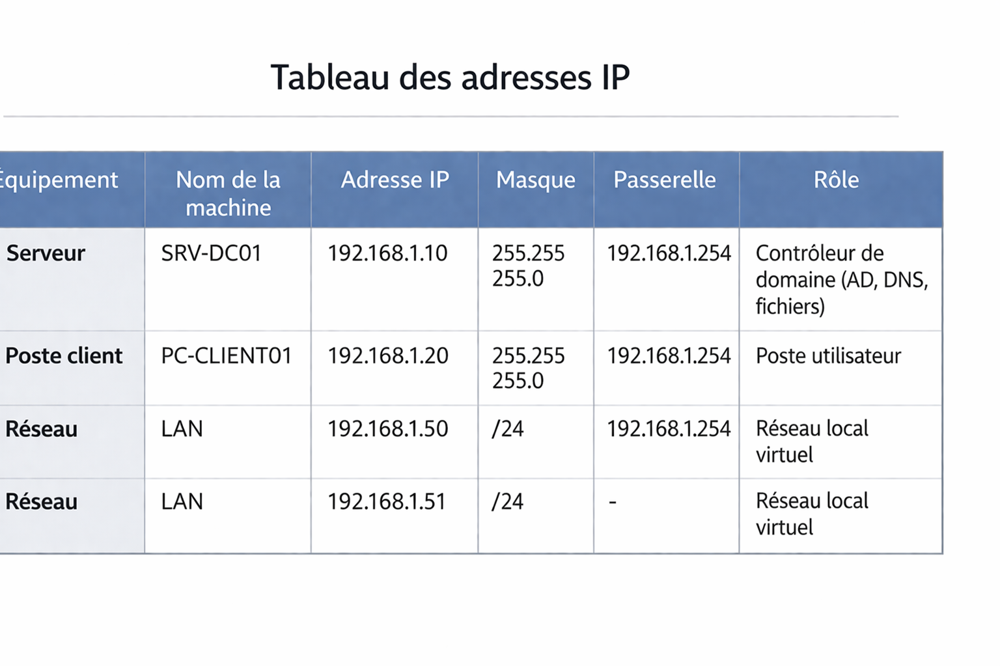 Tableau des adresses IP
Équipement
Nom de la
machine
Adresse IP
Masque
Passerelle
Rôle
Serveur
SRV-DC01
192.168.1.10
255.255
255.0
192.168.1.254
Contrôleur de
domaine (AD, DNS,
fichiers)
Poste client
PC-CLIENT01
192.168.1.20
255.255
255.0
192.168.1.254
Poste utilisateur
Réseau
LAN
192.168.1.50
/24
192.168.1.254
Réseau local
virtuel
Réseau
LAN
192.168.1.51
/24
-
Réseau local
virtuel